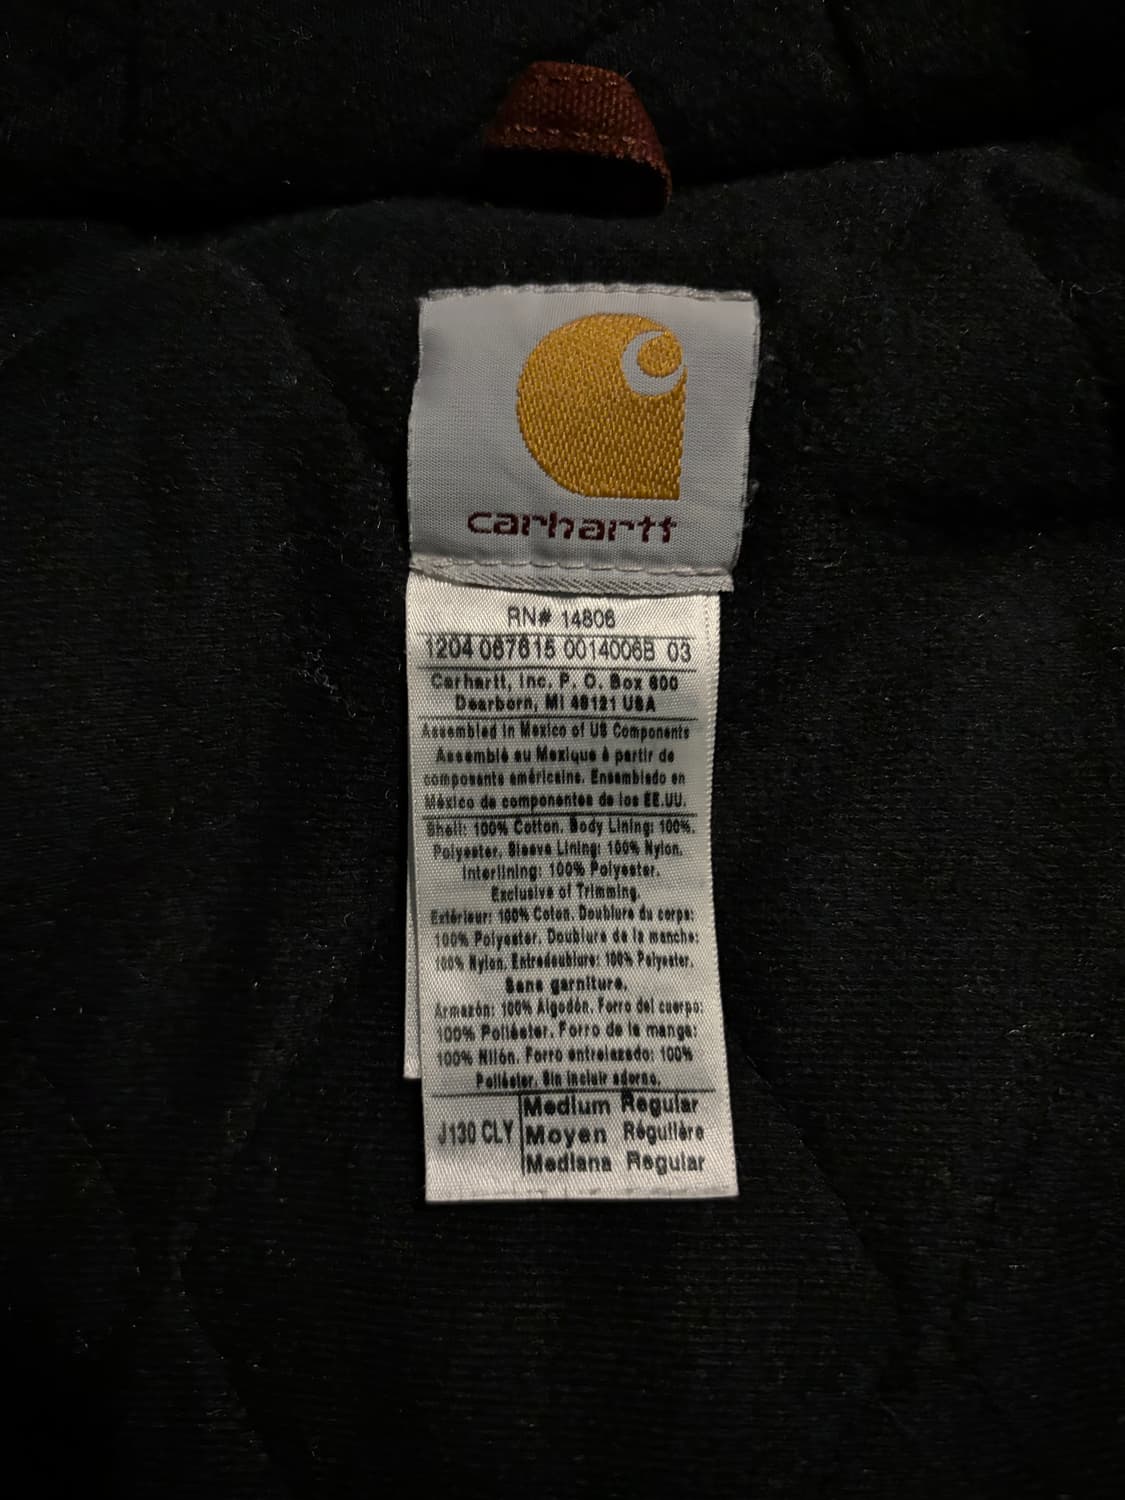 carhartt
RN# 14806
1204 067615 0014006B 03
Carhartt, Inc. P. O. Box 600
Dearborn, MI 48121 USA
Assembled in Mexico of US Components
Assemblé au Mexique à partir de
composants américains. Ensamblado en
México de componentes de los EE.UU.
Shell: 100% Cotton. Body Lining: 100%.
Polyester. Sleeve Lining: 100% Nylon.
Interlining: 100% Polyester.
Exclusive of Trimming.
Extérieur: 100% Coton. Doublure du corps:
100% Polyester. Doublure de la manche:
100% Nylon. Entredoublure: 100% Polyester.
Sans garniture.
Armazón: 100% Algodón. Forro del cuerpo:
100% Poliéster. Forro de la manga:
100% Nilón. Forro entrelazado: 100%
Poliéster. Sin incluir adorno.
J130 CLY
Medium Regular
Moyen Régulière
Mediana Regular